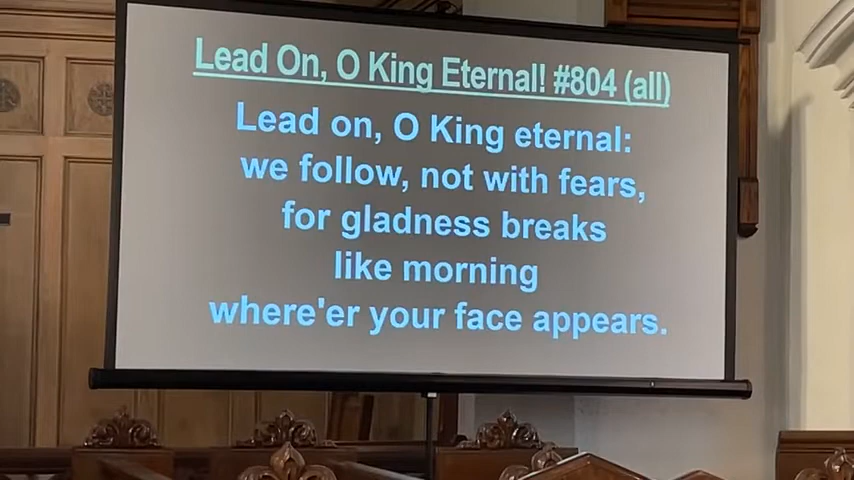 Lead On, O King Eternal! #804 (all)
Lead on, O King eternal:
we follow, not with fears,
for gladness breaks
like morning
where'er your face appears.